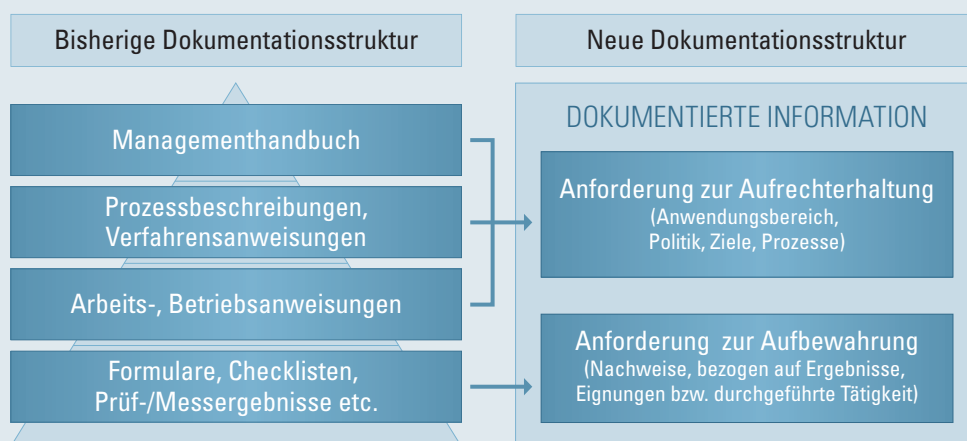 Bisherige Dokumentationsstruktur
Managementhandbuch
Prozessbeschreibungen,
Verfahrensanweisungen
Arbeits-, Betriebsanweisungen
Formulare, Checklisten,
Prüf-/Messergebnisse etc.
Neue Dokumentationsstruktur
DOKUMENTIERTE INFORMATION
Anforderung zur Aufrechterhaltung
(Anwendungsbereich,
Politik, Ziele, Prozesse)
Anforderung zur Aufbewahrung
(Nachweise, bezogen auf Ergebnisse,
Eignungen bzw. durchgeführte Tätigkeit)